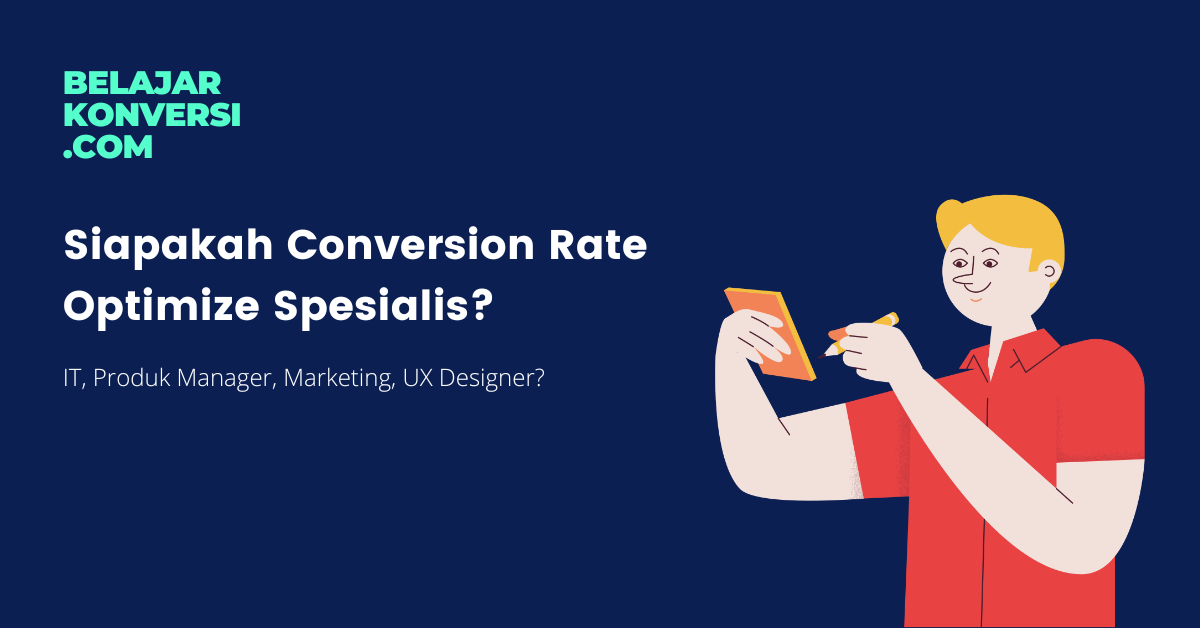 BELAJAR
KONVERSI
.COM
Siapakah Conversion Rate
Optimize Spesialis?
IT, Produk Manager, Marketing, UX Designer?